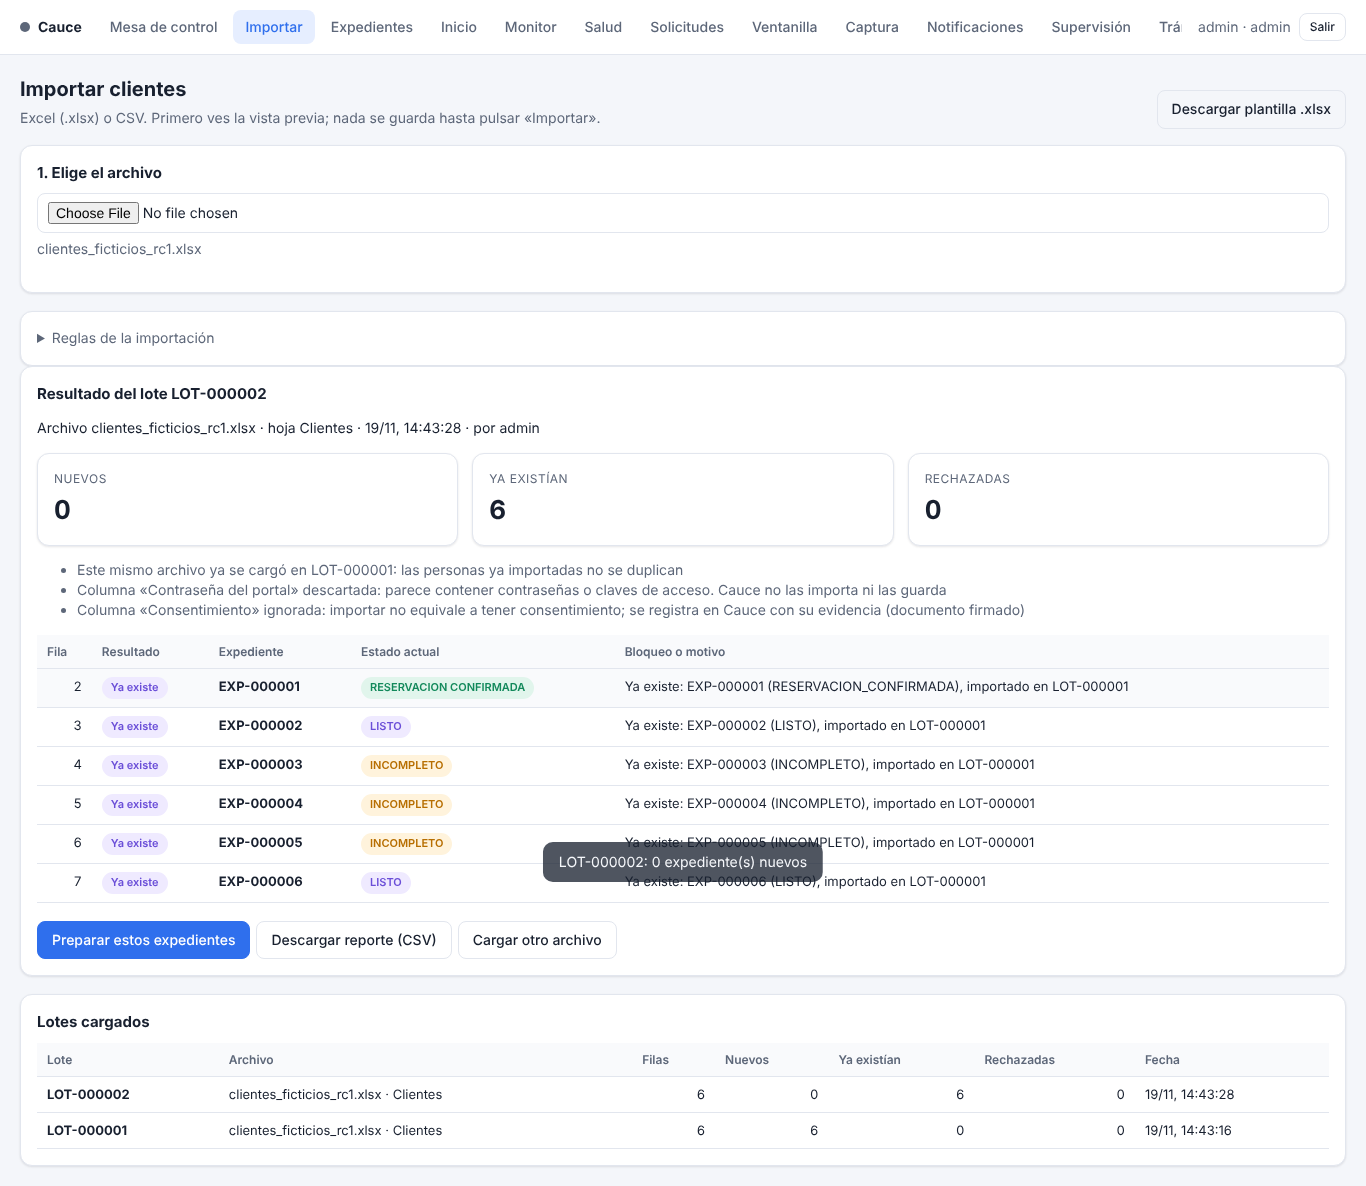 Cauce Mesa de control Importar Expedientes Inicio Monitor Salud Solicitudes Ventanilla Captura Notificaciones Supervisión Trá admin · admin Salir
Importar clientes
Excel (.xlsx) o CSV. Primero ves la vista previa; nada se guarda hasta pulsar «Importar».
Descargar plantilla .xlsx
1. Elige el archivo
Choose File No file chosen
clientes_ficticios_rc1.xlsx
Reglas de la importación
Resultado del lote LOT-000002
Archivo clientes_ficticios_rc1.xlsx · hoja Clientes · 19/11, 14:43:28 · por admin
NUEVOS YA EXISTÍAN RECHAZADAS
0 6 0
Este mismo archivo ya se cargó en LOT-000001: las personas ya importadas no se duplican
Columna «Contraseña del portal» descartada: parece contener contraseñas o claves de acceso. Cauce no las importa ni las guarda
Columna «Consentimiento» ignorada: importar no equivale a tener consentimiento; se registra en Cauce con su evidencia (documento firmado)
Fila Resultado Expediente Estado actual Bloqueo o motivo
2 Ya existe EXP-000001 RESERVACION CONFIRMADA Ya existe: EXP-000001 (RESERVACION_CONFIRMADA), importado en LOT-000001
3 Ya existe EXP-000002 LISTO Ya existe: EXP-000002 (LISTO), importado en LOT-000001
4 Ya existe EXP-000003 INCOMPLETO Ya existe: EXP-000003 (INCOMPLETO), importado en LOT-000001
5 Ya existe EXP-000004 INCOMPLETO Ya existe: EXP-000004 (INCOMPLETO), importado en LOT-000001
6 Ya existe EXP-000005 INCOMPLETO Ya existe: EXP-000005 (INCOMPLETO), importado en LOT-000001
LOT-000002: 0 expediente(s) nuevos
7 Ya existe EXP-000006 LISTO Ya existe: EXP-000006 (LISTO), importado en LOT-000001
Preparar estos expedientes Descargar reporte (CSV) Cargar otro archivo
Lotes cargados
Lote Archivo Filas Nuevos Ya existían Rechazadas Fecha
LOT-000002 clientes_ficticios_rc1.xlsx · Clientes 6 0 6 0 19/11, 14:43:28
LOT-000001 clientes_ficticios_rc1.xlsx · Clientes 6 6 0 0 19/11, 14:43:16